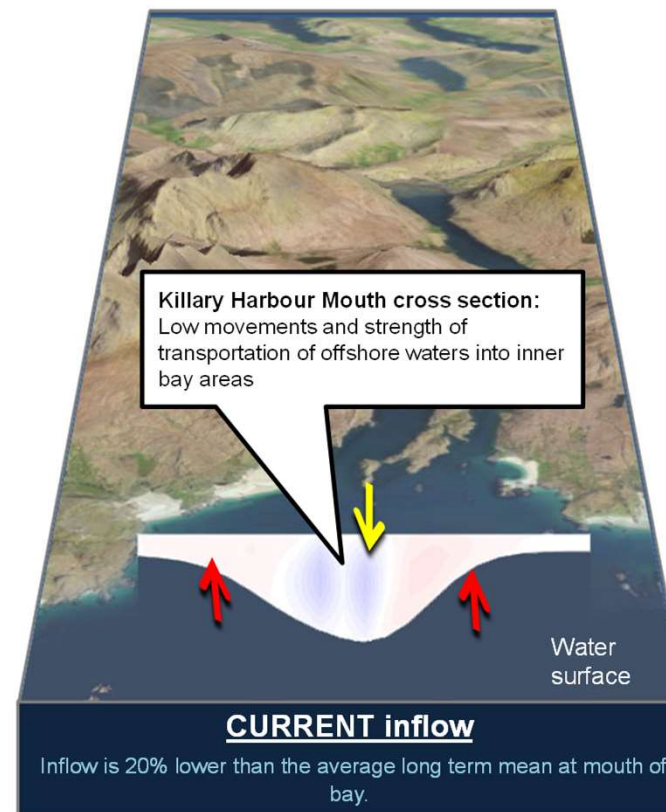 Killary Harbour Mouth cross section:
Low movements and strength of
transportation of offshore waters into inner
bay areas
Water
surface
CURRENT inflow
Inflow is 20% lower than the average long term mean at mouth of
bay.